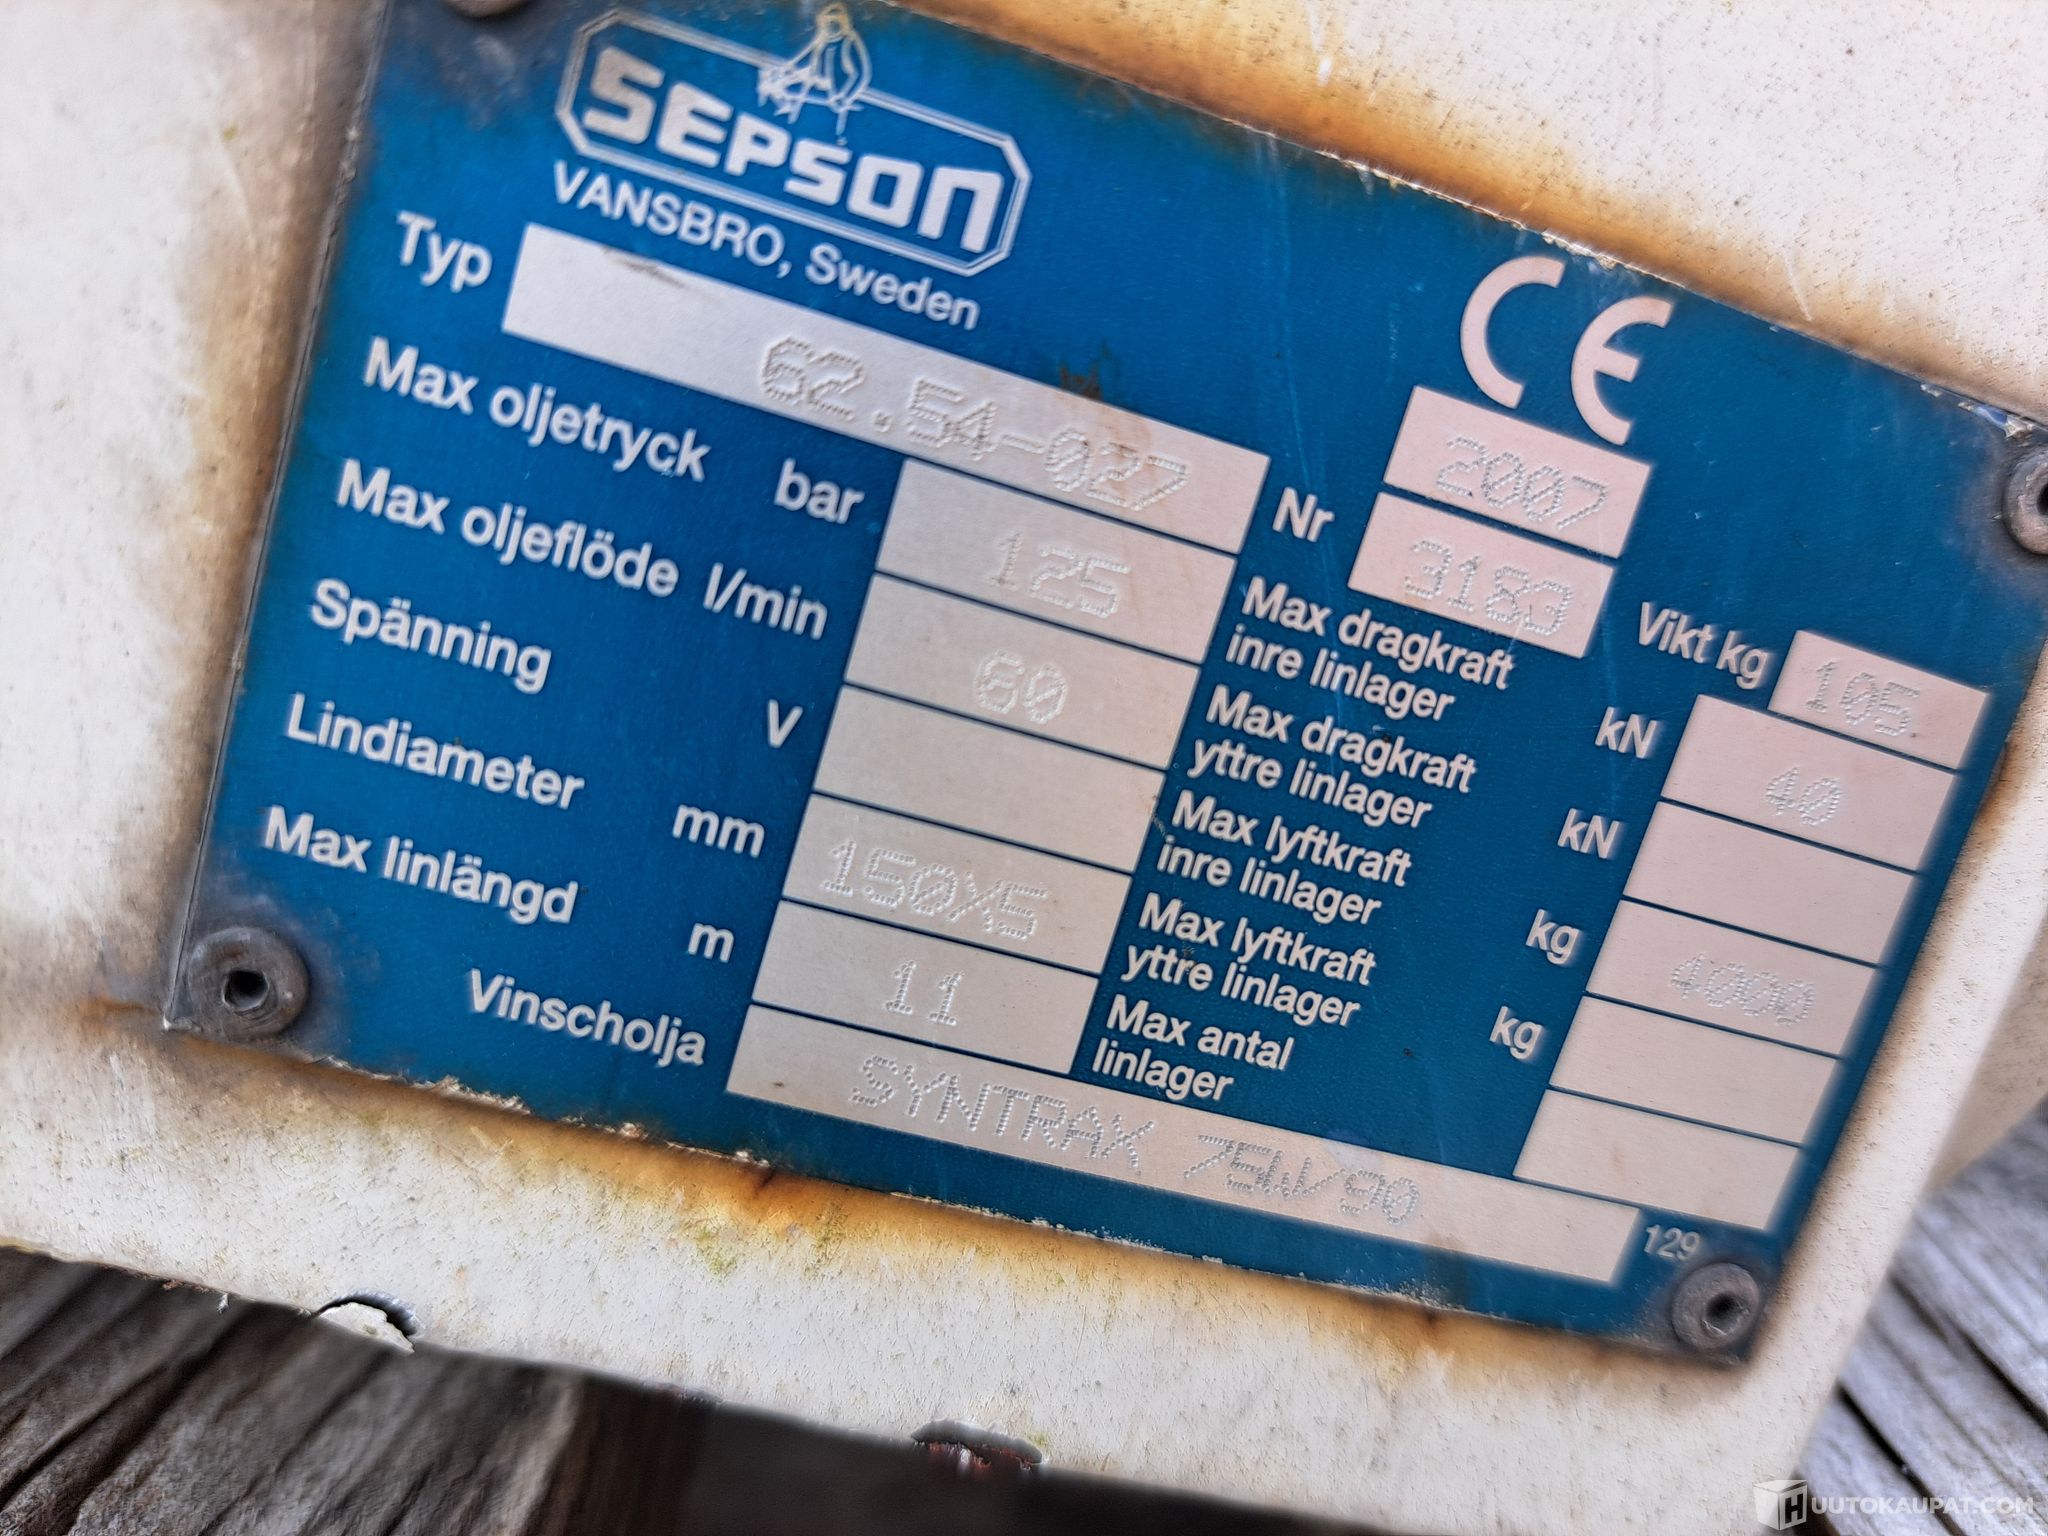 SEPSON
VANSBRO, Sweden
CE
Typ 62.54-027
2007
Max oljetryck bar 125
Nr 3183
Max oljeflöde l/min 60
Vikt kg 105
Spänning V
Lindiameter mm 150X5
Max linlängd m 11
Vinscholja SYNTRAX 75W/90
Max dragkraft
inre linlager kN 40
Max dragkraft
yttre linlager kN
Max lyftkraft
inre linlager kg 4000
Max lyftkraft
yttre linlager kg
Max antal
linlager
129
HUUTOKAUPAT.COM